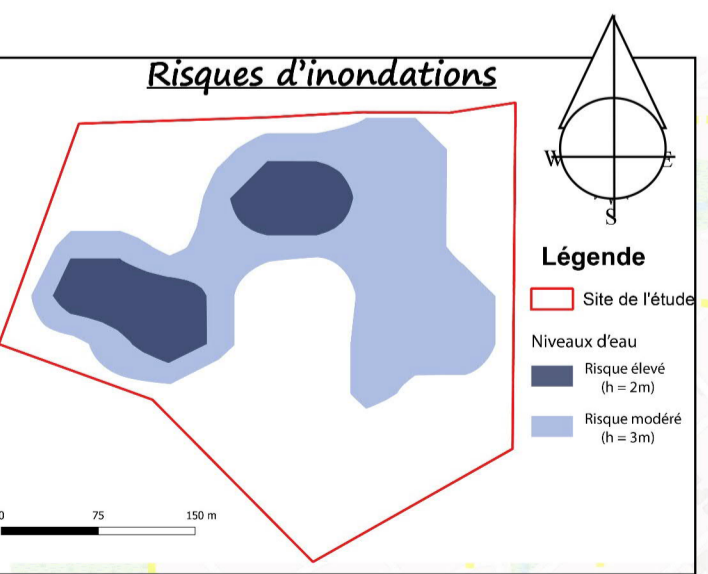 Risques d'inondations
W
E
S
Légende
Site de l'étude
Niveaux d'eau
Risque élevé
(h = 2m)
Risque modéré
(h = 3m)
0 75 150 m